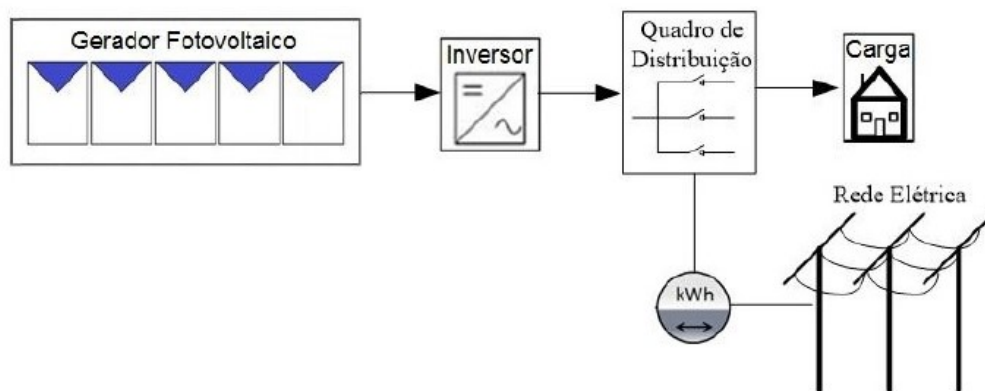 Gerador Fotovoltaico
Inversor
Quadro de
Distribuição
Carga
Rede Elétrica
kWh